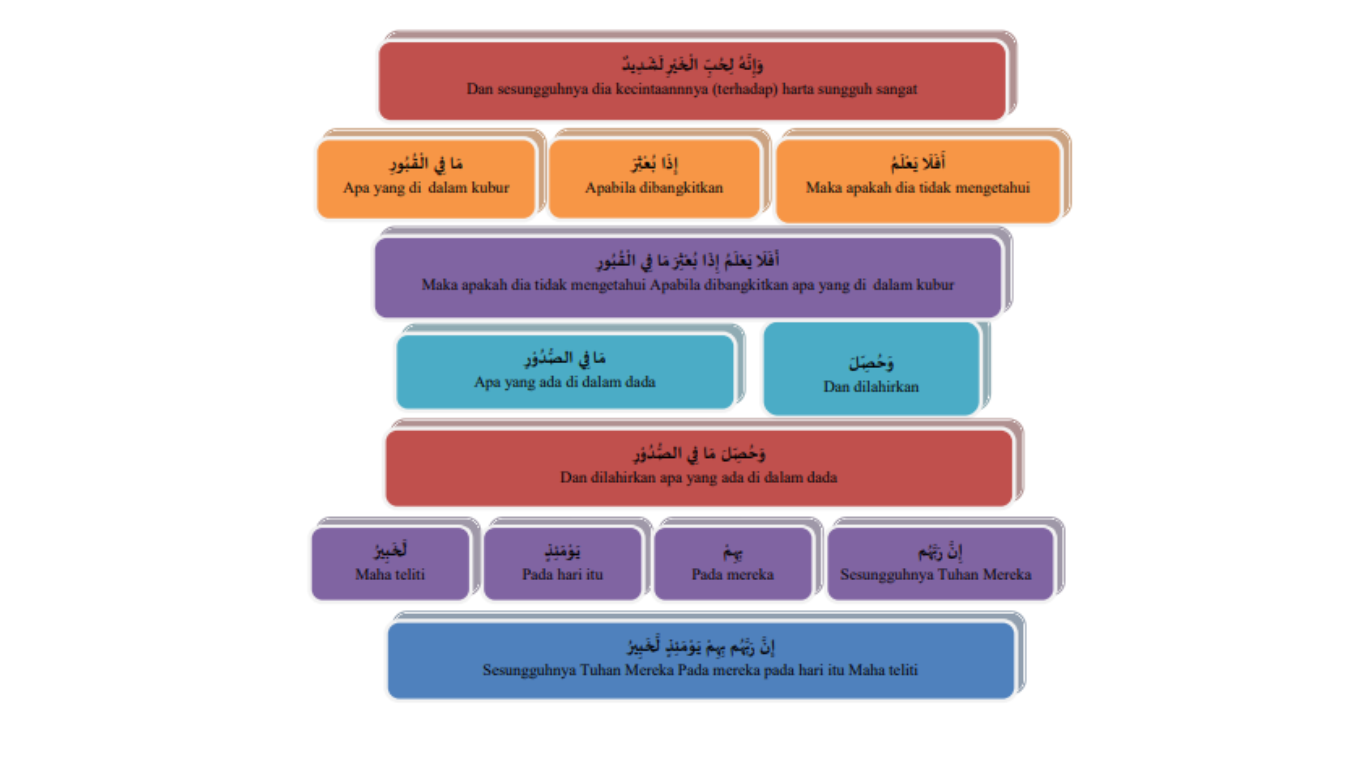 وَإِنَّهُ لِحُبِّ الْخَيْرِ لَشَدِيدٌ
Dan sesungguhnya dia kecintaannnya (terhadap) harta sungguh sangat
أَفَلَا يَعْلَمُ
Maka apakah dia tidak mengetahui
إِذَا بُعْثِرَ
Apabila dibangkitkan
مَا فِي الْقُبُورِ
Apa yang di dalam kubur
أَفَلَا يَعْلَمُ إِذَا بُعْثِرَ مَا فِي الْقُبُورِ
Maka apakah dia tidak mengetahui Apabila dibangkitkan apa yang di dalam kubur
وَحُصِّلَ
Dan dilahirkan
مَا فِي الصُّدُوْرِ
Apa yang ada di dalam dada
وَحُصِّلَ مَا فِي الصُّدُوْرِ
Dan dilahirkan apa yang ada di dalam dada
إِنَّ رَبَّهُم
Sesungguhnya Tuhan Mereka
بِهِمْ
Pada mereka
يَوْمَئِذٍ
Pada hari itu
لَّخَبِيرٌ
Maha teliti
إِنَّ رَبَّهُم بِهِمْ يَوْمَئِذٍ لَّخَبِيرٌ
Sesungguhnya Tuhan Mereka Pada mereka pada hari itu Maha teliti